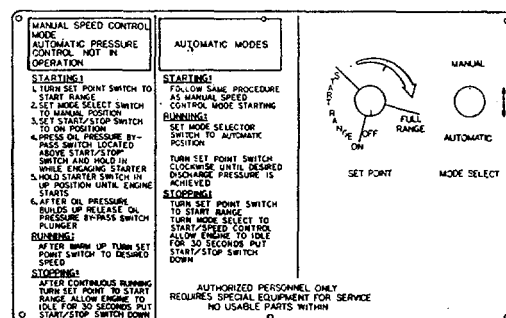 MANUAL SPEED CONTROL
MODE
AUTOMATIC PRESSURE
CONTROL NOT IN
OPERATION
STARTING:
1. TURN SET POINT SWITCH TO
START RANGE
2. SET MODE SELECT SWITCH
TO MANUAL POSITION
3. SET START/STOP SWITCH
TO ON POSITION
4. PRESS OIL PRESSURE BY-
PASS SWITCH LOCATED
ABOVE START/STOP"
SWITCH AND HOLD IN
WHILE ENGAGING STARTER
5. HOLD STARTER SWITCH IN
UP POSITION UNTIL ENGINE
STARTS
6. AFTER OIL PRESSURE
BUILDS UP RELEASE OIL
PRESSURE BY-PASS SWITCH
PLUNGER
RUNNING:
AFTER WARM UP TURN SET
POINT SWITCH TO DESIRED
SPEED
STOPPING:
AFTER CONTINUOUS RUNNING
TURN SET POINT TO START
RANGE ALLOW ENGINE TO
IDLE FOR 30 SECONDS PUT
START/STOP SWITCH DOWN
AUTOMATIC MODES
STARTING:
FOLLOW SAME PROCEDURE
AS MANUAL SPEED
CONTROL MODE STARTING
RUNNING:
SET MODE SELECTOR
SWITCH TO AUTOMATIC
POSITION
TURN SET POINT SWITCH
CLOCKWISE UNTIL DESIRED
DISCHARGE PRESSURE IS
ACHIEVED
STOPPING:
TURN SET POINT SWITCH
TO START RANGE
TURN MODE SELECT TO
START/SPEED CONTROL
ALLOW ENGINE TO IDLE
FOR 30 SECONDS PUT
START/STOP SWITCH
DOWN
START RANGE
OFF
ON
FULL
RANGE
SET POINT
MANUAL
AUTOMATIC
MODE SELECT
AUTHORIZED PERSONNEL ONLY
REQUIRES SPECIAL EQUIPMENT FOR SERVICE
NO USABLE PARTS WITHIN